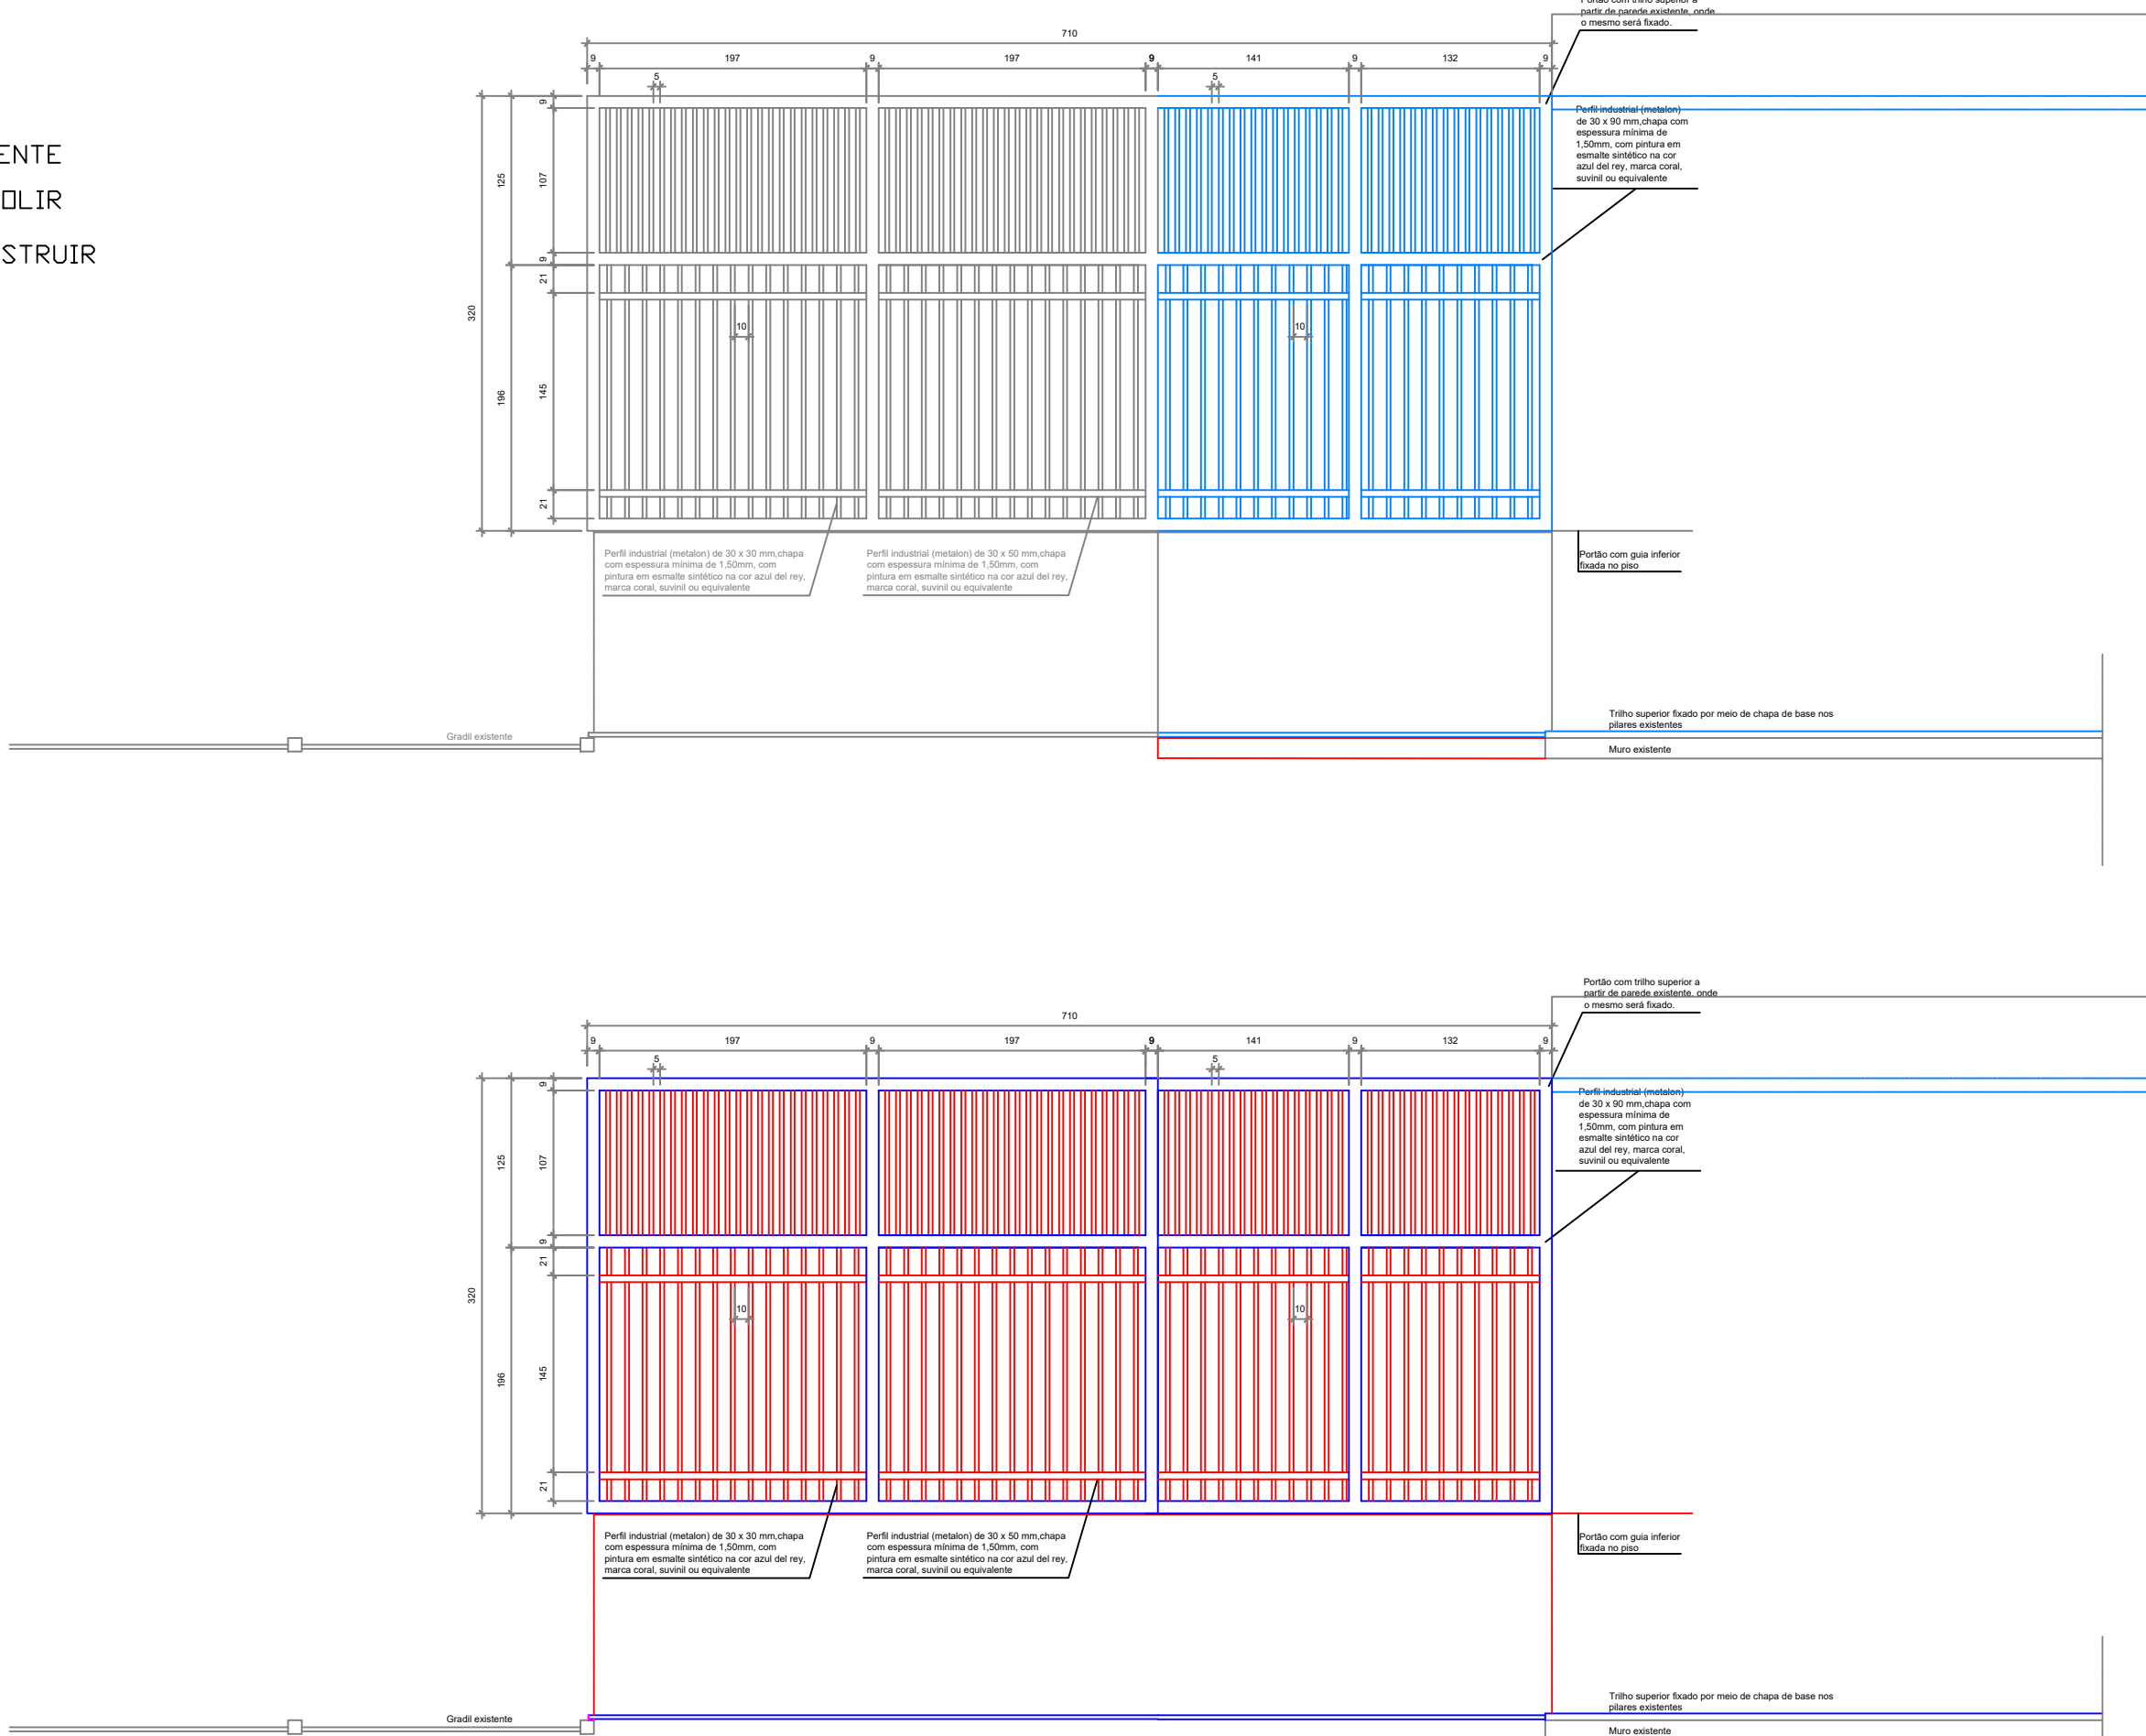 Portão com trilho superior a
partir de parede existente, onde
o mesmo será fixado.
710
9 197 9 197 9 141 9 132 9
5 5
ENTE
OLIR
STRUIR
Perfil industrial (metalon)
de 30 x 90 mm,chapa com
espessura mínima de
1,50mm, com pintura em
esmalte sintético na cor
azul del rey, marca coral,
suvinil ou equivalente
9
107
125
9
21
320
10 10
145
196
21
Perfil industrial (metalon) de 30 x 30 mm,chapa
com espessura mínima de 1,50mm, com
pintura em esmalte sintético na cor azul del rey,
marca coral, suvinil ou equivalente
Perfil industrial (metalon) de 30 x 50 mm,chapa
com espessura mínima de 1,50mm, com
pintura em esmalte sintético na cor azul del rey,
marca coral, suvinil ou equivalente
Portão com guia inferior
fixada no piso
Trilho superior fixado por meio de chapa de base nos
pilares existentes
Gradil existente
Muro existente
Portão com trilho superior a
partir de parede existente, onde
o mesmo será fixado.
710
9 197 9 197 9 141 9 132 9
5 5
Perfil industrial (metalon)
de 30 x 90 mm,chapa com
espessura mínima de
1,50mm, com pintura em
esmalte sintético na cor
azul del rey, marca coral,
suvinil ou equivalente
9
107
125
9
21
320
10 10
145
196
21
Perfil industrial (metalon) de 30 x 30 mm,chapa
com espessura mínima de 1,50mm, com
pintura em esmalte sintético na cor azul del rey,
marca coral, suvinil ou equivalente
Perfil industrial (metalon) de 30 x 50 mm,chapa
com espessura mínima de 1,50mm, com
pintura em esmalte sintético na cor azul del rey,
marca coral, suvinil ou equivalente
Portão com guia inferior
fixada no piso
Trilho superior fixado por meio de chapa de base nos
pilares existentes
Gradil existente
Muro existente